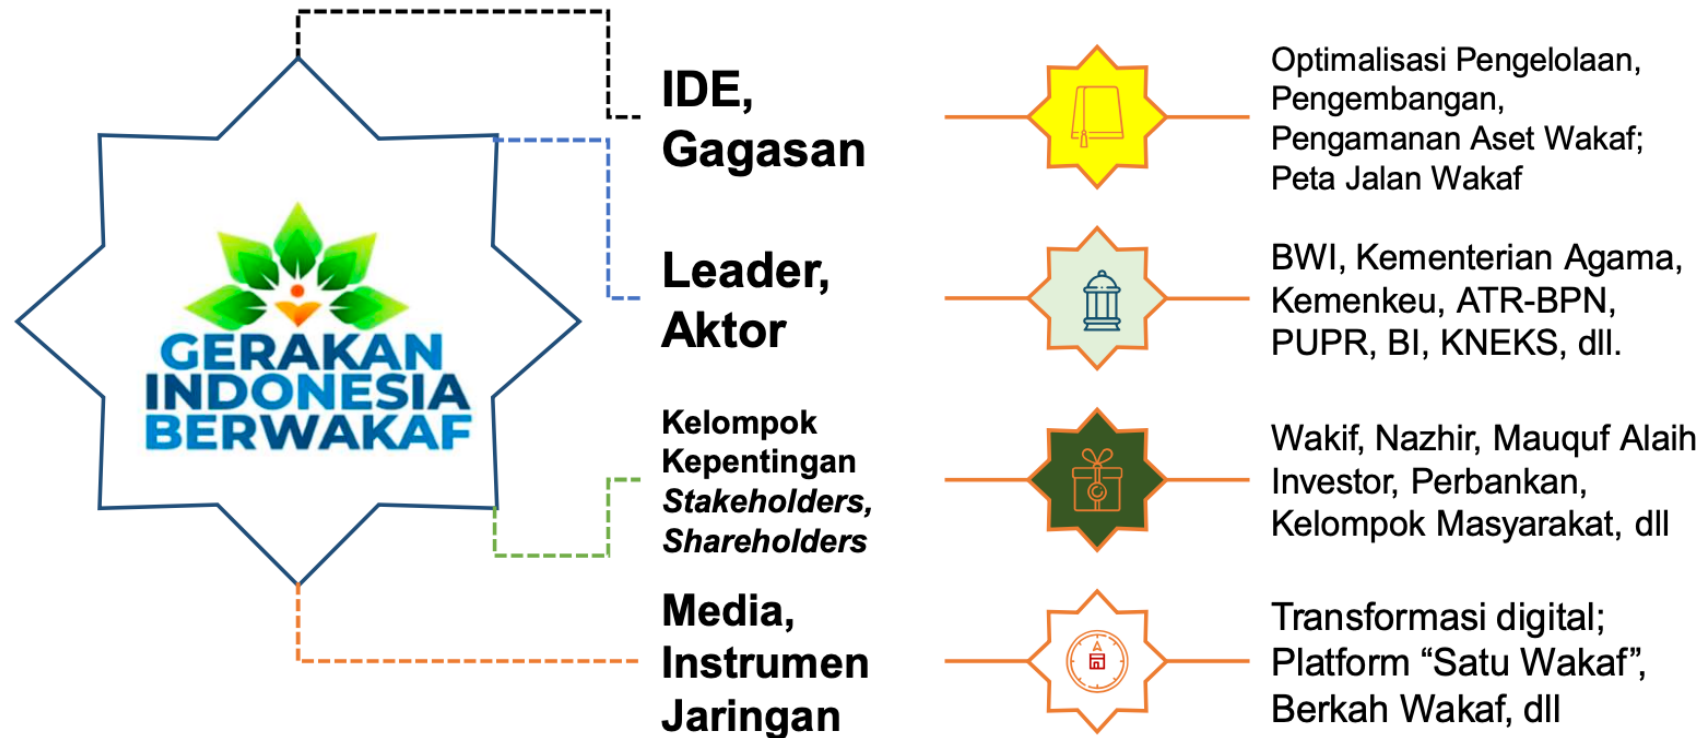 GERAKAN
INDONESIA
BERWAKAF
IDE,
Gagasan
Optimalisasi Pengelolaan,
Pengembangan,
Pengamanan Aset Wakaf;
Peta Jalan Wakaf
Leader,
Aktor
BWI, Kementerian Agama,
Kemenkeu, ATR-BPN,
PUPR, BI, KNEKS, dll.
Kelompok
Kepentingan
Stakeholders,
Shareholders
Wakif, Nazhir, Mauquf Alaih
Investor, Perbankan,
Kelompok Masyarakat, dll
Media,
Instrumen
Jaringan
Transformasi digital;
Platform “Satu Wakaf”,
Berkah Wakaf, dll